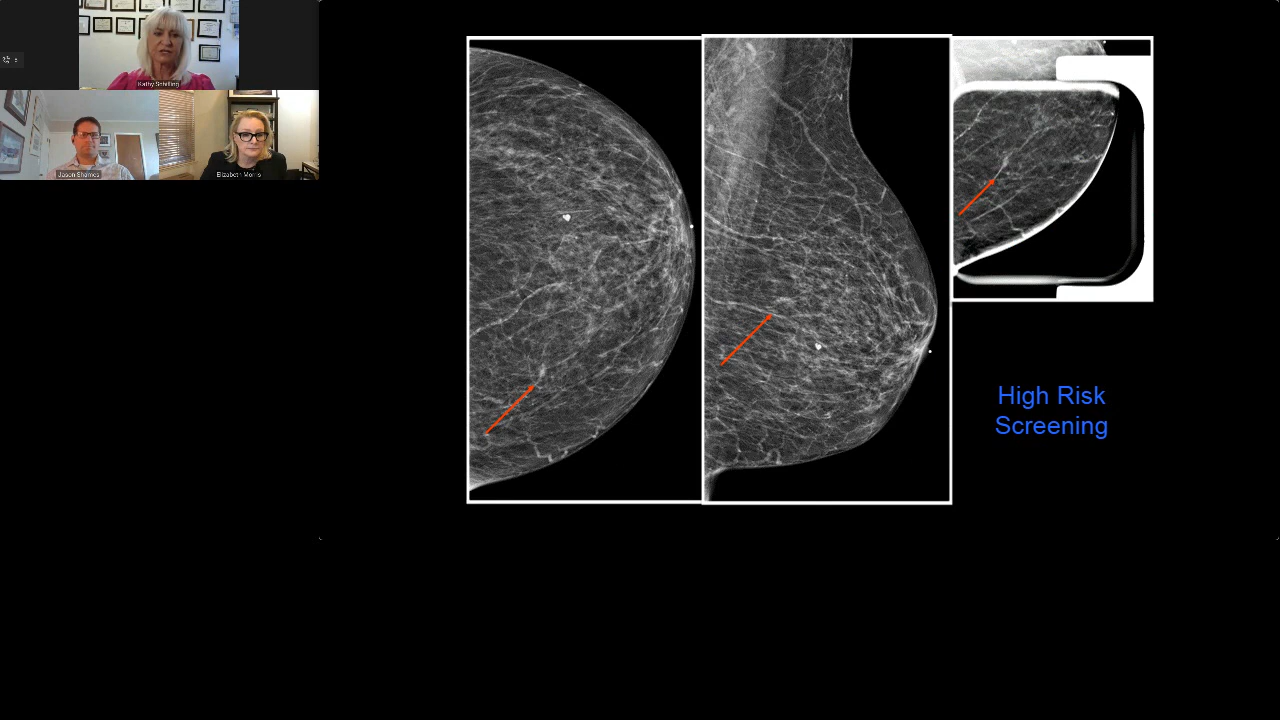 Kathy Schilling
Jason Shames
Elizabeth Morris
High Risk
Screening